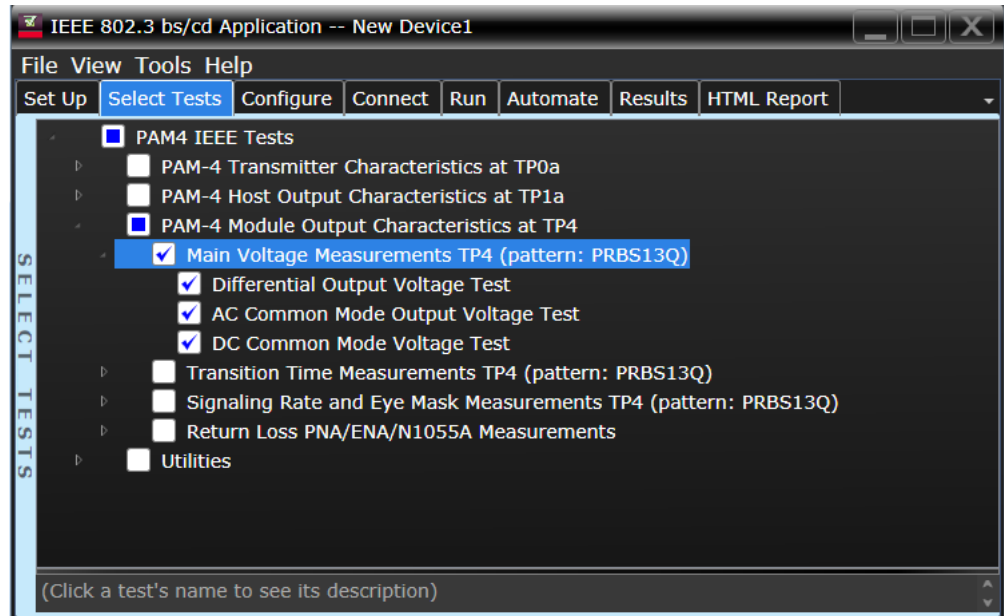 IEEE 802.3 bs/cd Application -- New Device1
File View Tools Help
Set Up Select Tests Configure Connect Run Automate Results HTML Report
SELECT TESTS
PAM4 IEEE Tests
PAM-4 Transmitter Characteristics at TP0a
PAM-4 Host Output Characteristics at TP1a
PAM-4 Module Output Characteristics at TP4
Main Voltage Measurements TP4 (pattern: PRBS13Q)
Differential Output Voltage Test
AC Common Mode Output Voltage Test
DC Common Mode Voltage Test
Transition Time Measurements TP4 (pattern: PRBS13Q)
Signaling Rate and Eye Mask Measurements TP4 (pattern: PRBS13Q)
Return Loss PNA/ENA/N1055A Measurements
Utilities
(Click a test's name to see its description)